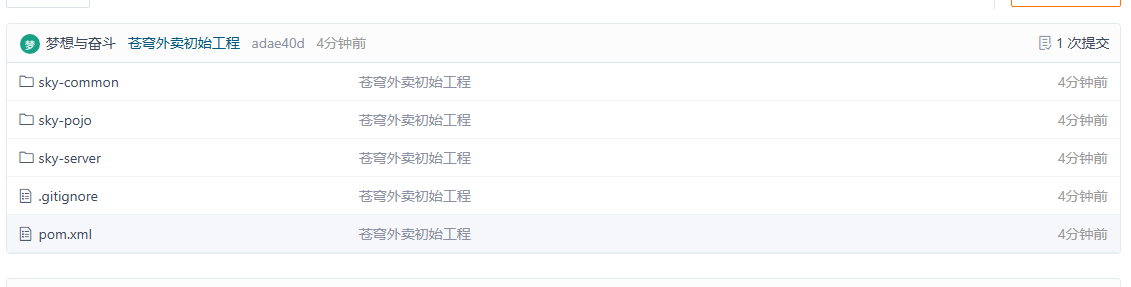 梦 梦想与奋斗 苍穹外卖初始工程 adae40d 4分钟前 1 次提交
sky-common 苍穹外卖初始工程 4分钟前
sky-pojo 苍穹外卖初始工程 4分钟前
sky-server 苍穹外卖初始工程 4分钟前
.gitignore 苍穹外卖初始工程 4分钟前
pom.xml 苍穹外卖初始工程 4分钟前